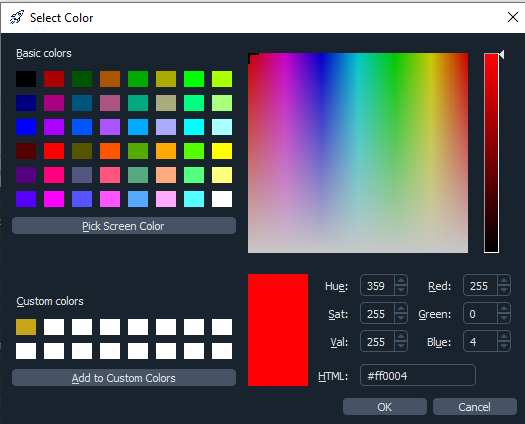 Select Color
Basic colors
Pick Screen Color
Custom colors
Add to Custom Colors
Hue: 359 Red: 255
Sat: 255 Green: 0
Val: 255 Blue: 4
HTML: #ff0004
OK Cancel